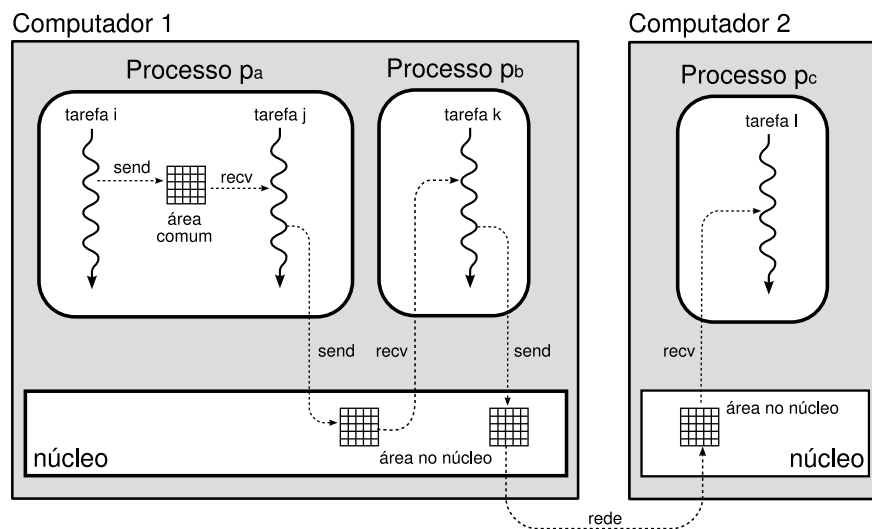 Computador 1
Computador 2
Processo pa
Processo pb
Processo pc
tarefa i
tarefa j
tarefa k
tarefa l
send
recv
área
comum
send
recv
send
recv
área no núcleo
área no núcleo
núcleo
núcleo
rede